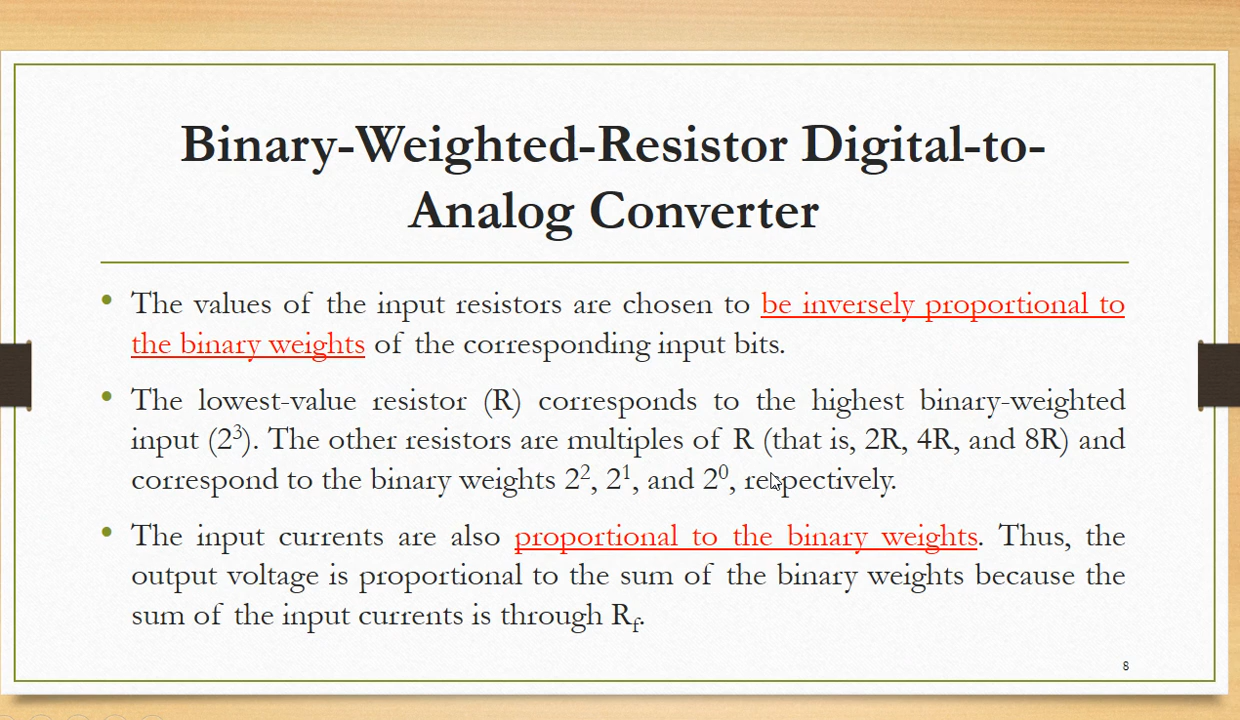 Binary-Weighted-Resistor Digital-to-
Analog Converter
• The values of the input resistors are chosen to be inversely proportional to
the binary weights of the corresponding input bits.
• The lowest-value resistor (R) corresponds to the highest binary-weighted
input (2³). The other resistors are multiples of R (that is, 2R, 4R, and 8R) and
correspond to the binary weights 2², 2¹, and 2⁰, respectively.
• The input currents are also proportional to the binary weights. Thus, the
output voltage is proportional to the sum of the binary weights because the
sum of the input currents is through R_f.
8